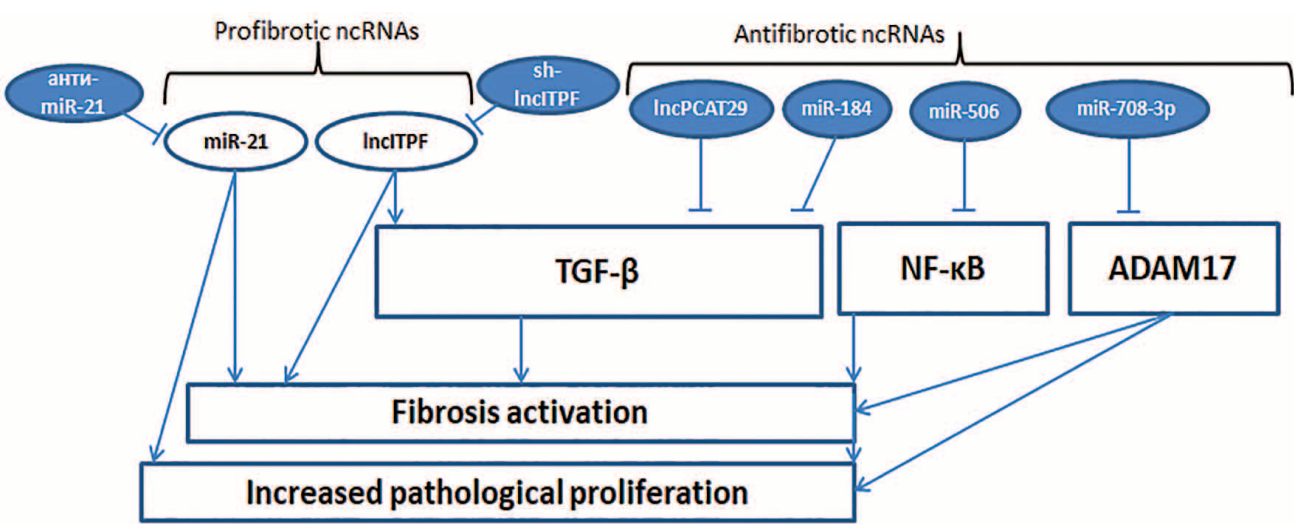 Profibrotic ncRNAs
Antifibrotic ncRNAs
анти-
miR-21
sh-
lncITPF
miR-21
lncITPF
lncPCAT29
miR-184
miR-506
miR-708-3p
TGF-β
NF-κB
ADAM17
Fibrosis activation
Increased pathological proliferation